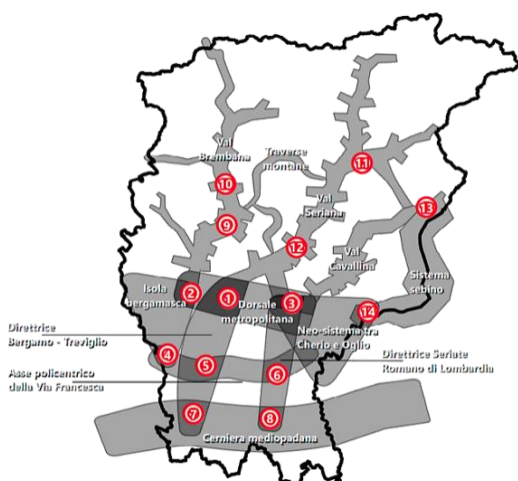 Val
Brembana
Traverse
montane
11
10
Val
Seriana
13
9
12
Val
Cavallina
Sistema
sebino
Isola
bergamasca
2
1
Dorsale
metropolitana
3
14
Neo-sistema tra
Cherio e Oglio
Direttrice
Bergamo - Treviglio
4
5
6
Direttrice Seriate
Romano di Lombardia
Asse policentrico
della Via Francesca
7
8
Cerniera mediopadana